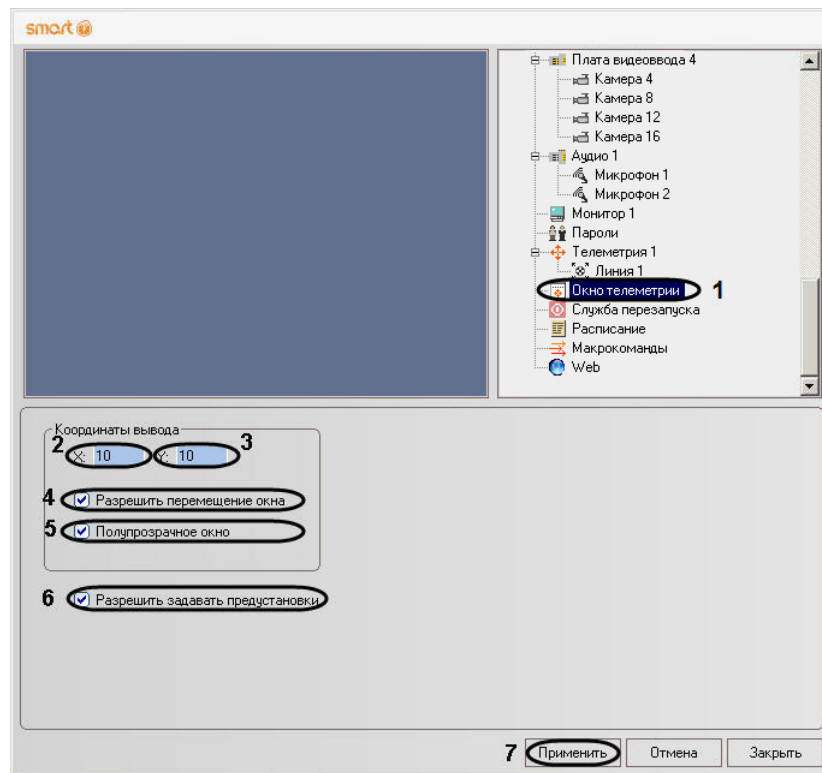 smart
Плата видеоввода 4
Камера 4
Камера 8
Камера 12
Камера 16
Аудио 1
Микрофон 1
Микрофон 2
Монитор 1
Пароли
Телеметрия 1
Линия 1
Окно телеметрии 1
Служба перезапуска
Расписание
Макрокоманды
Web
Координаты вывода
2 X: 10 Y: 10 3
4 Разрешить перемещение окна
5 Полупрозрачное окно
6 Разрешить задавать предустановки
7 Применить Отмена Закрыть